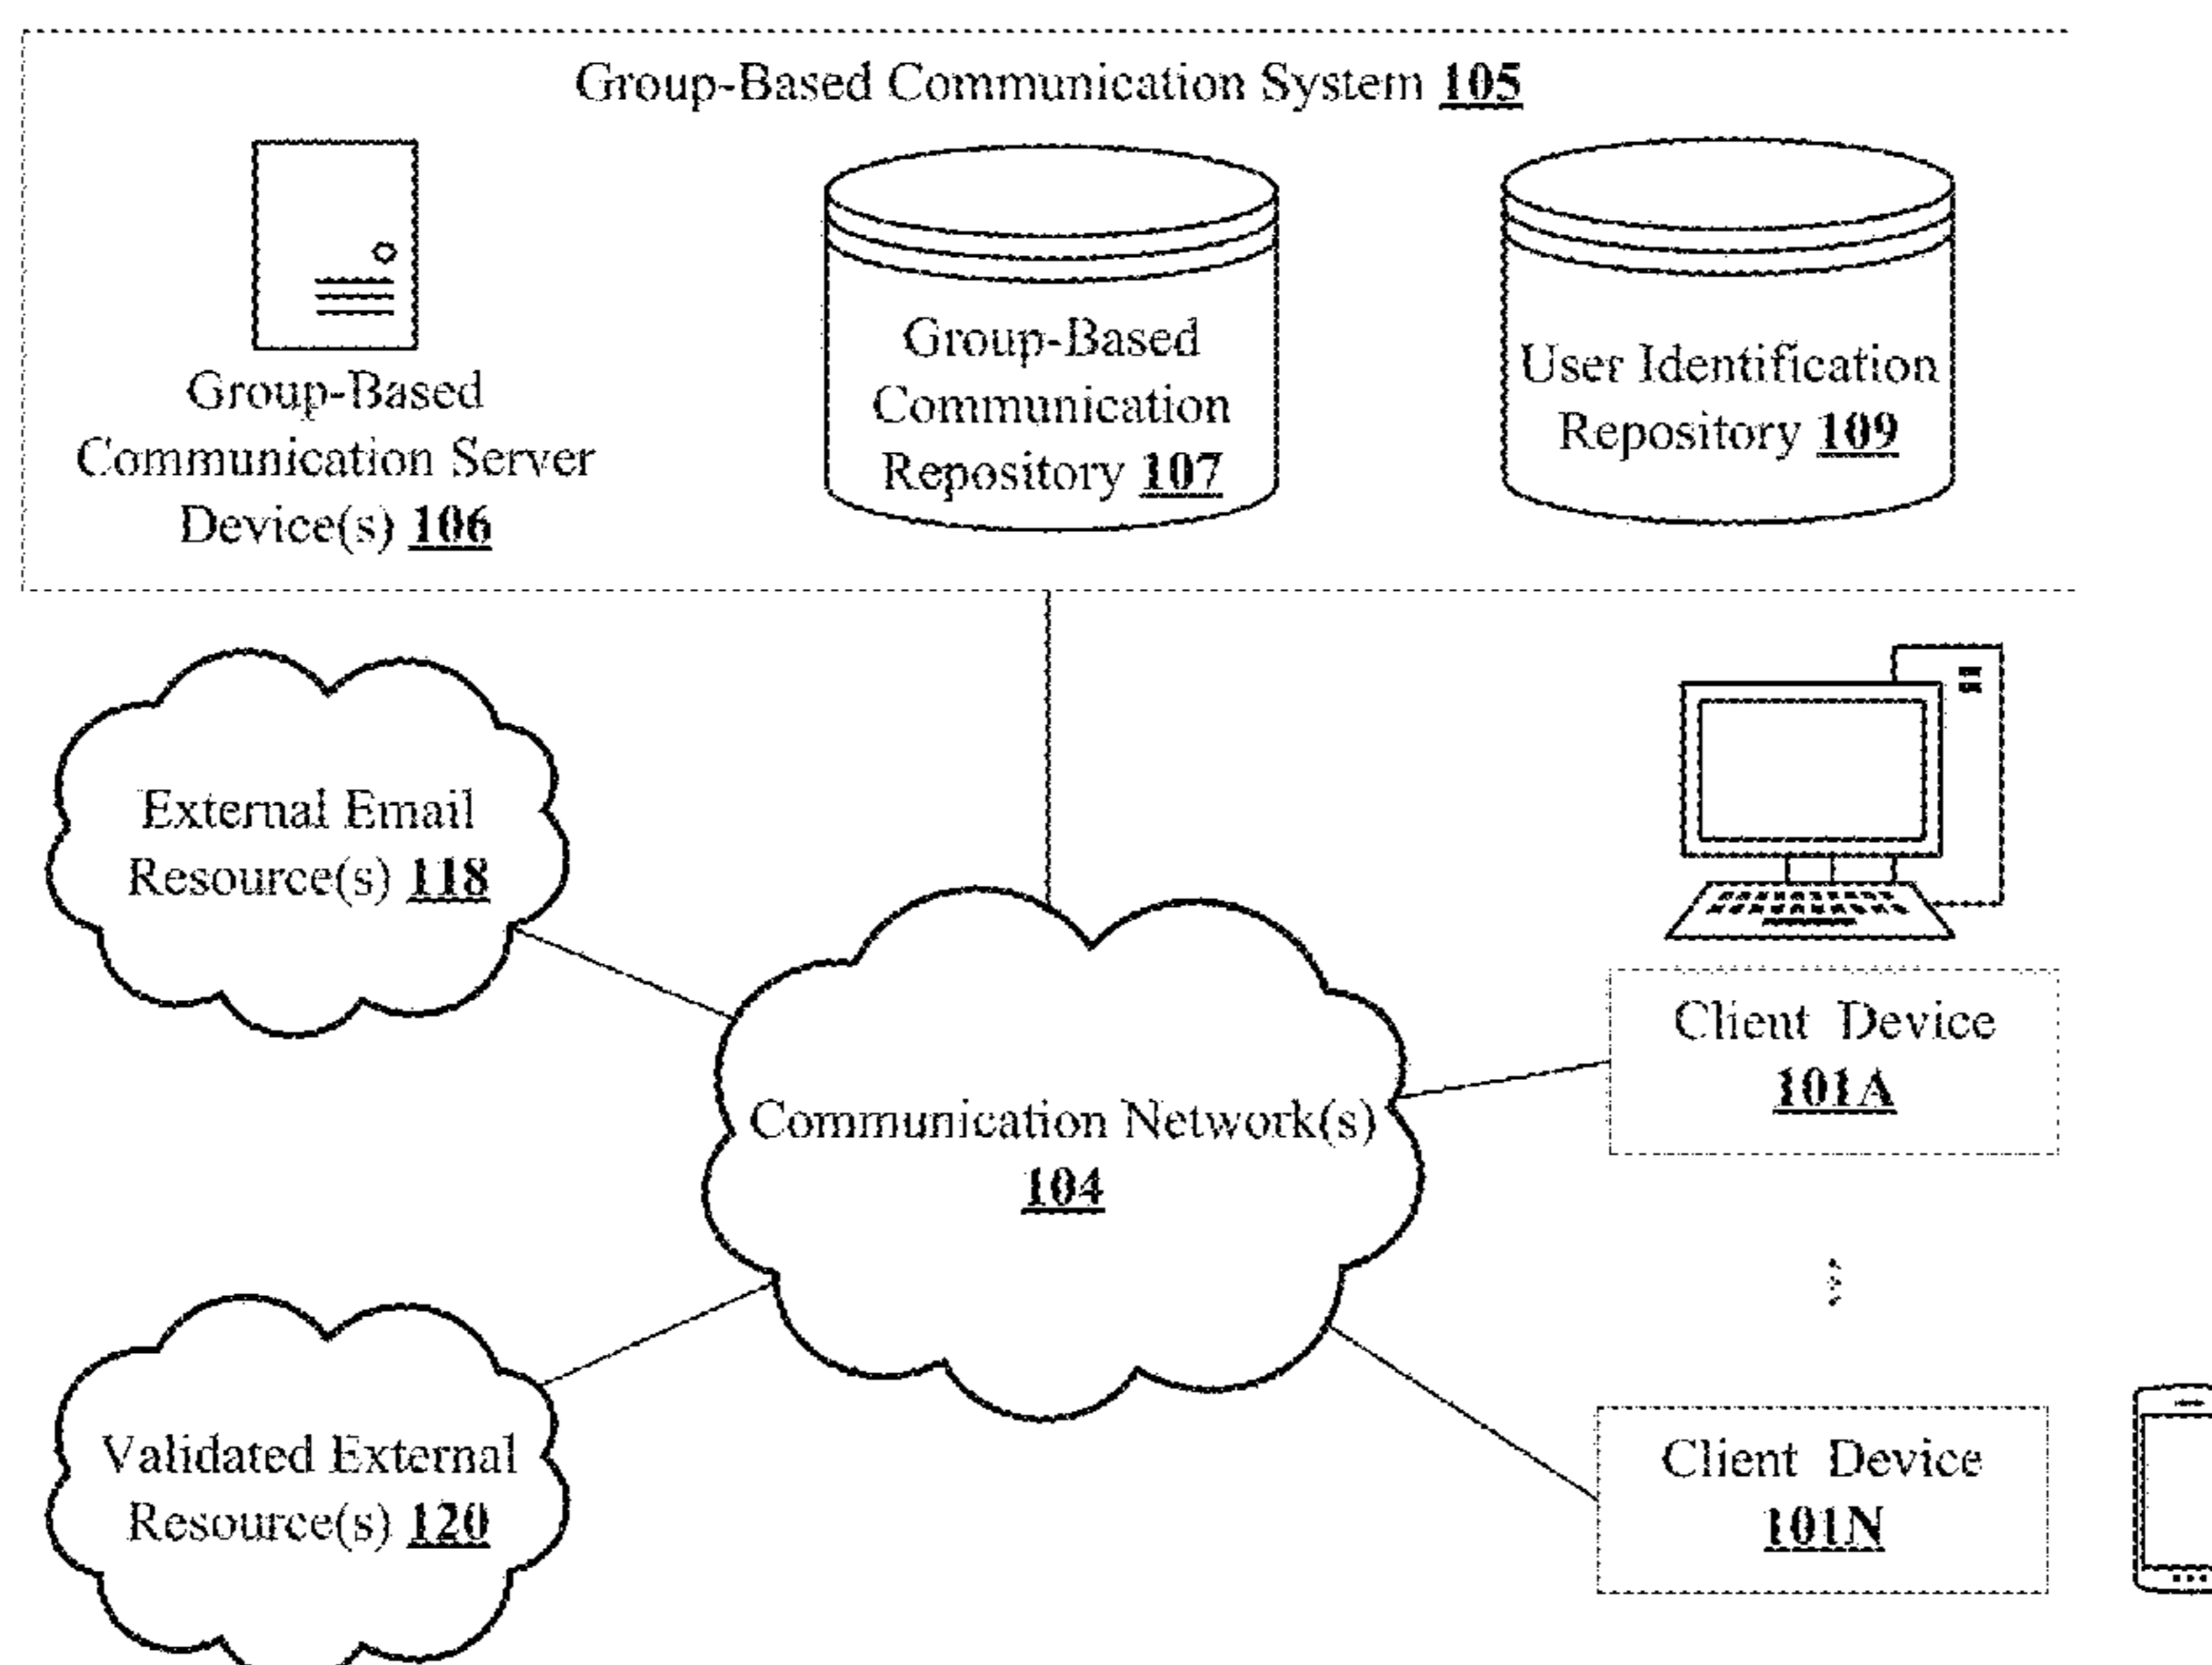 Group-Based Communication System 105
Group-Based
Communication Server
Device(s) 106
Group-Based
Communication
Repository 107
User Identification
Repository 109
External Email
Resource(s) 118
Communication Network(s)
104
Client Device
101A
Validated External
Resource(s) 120
Client Device
101N